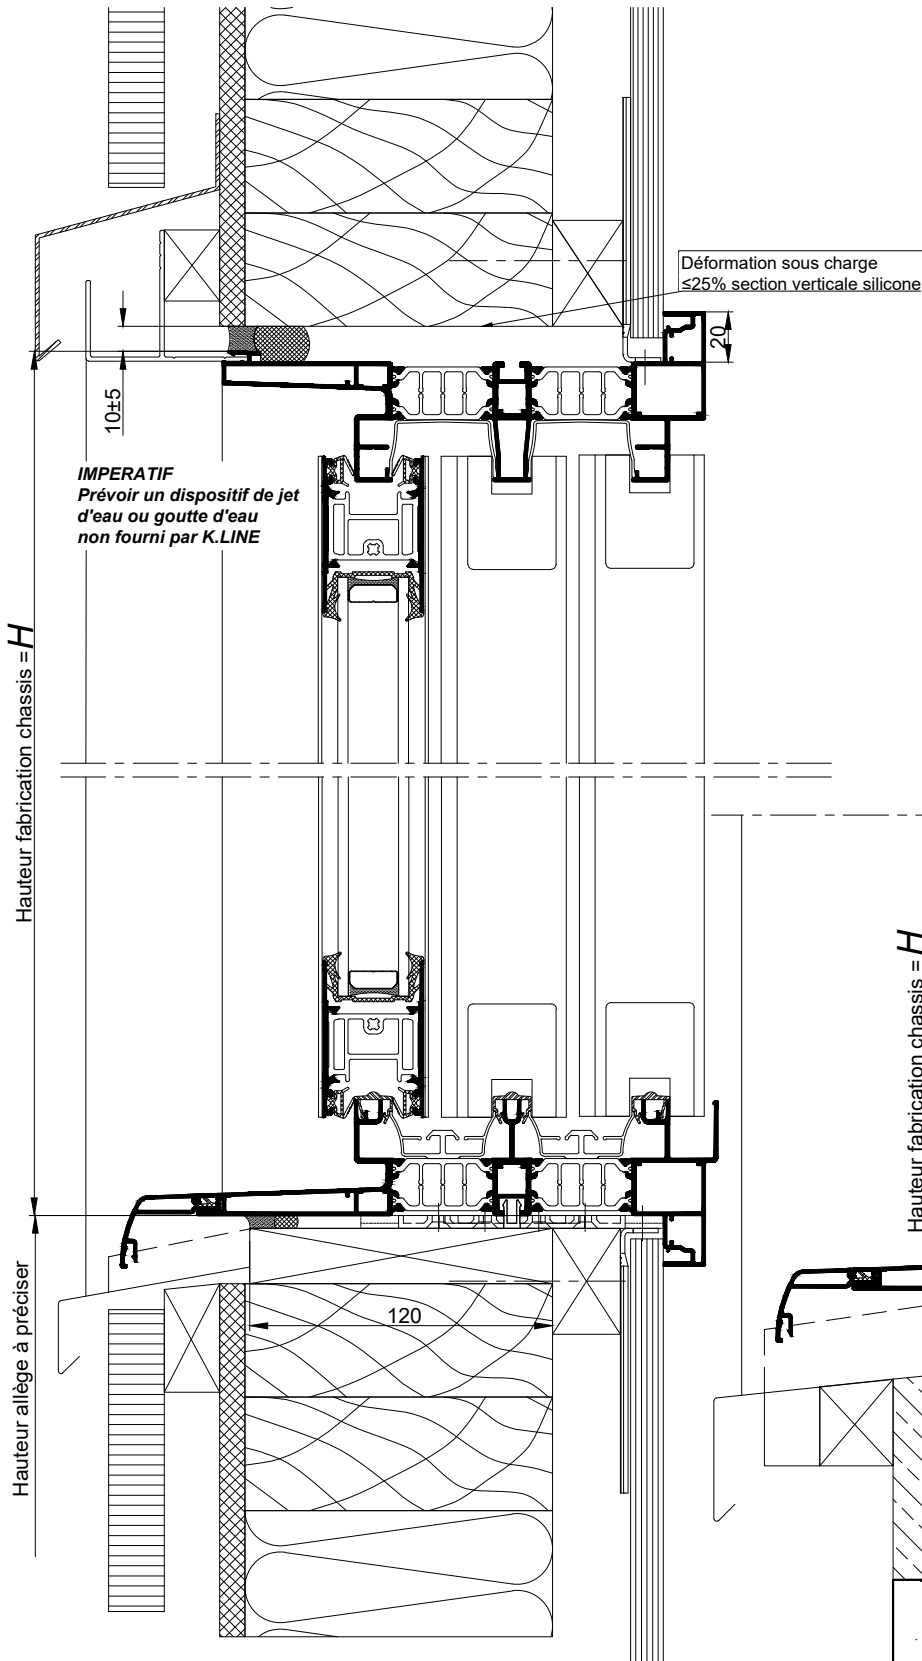 Déformation sous charge
≤25% section verticale silicone
20
10±5
IMPERATIF
Prévoir un dispositif de jet
d'eau ou goutte d'eau
non fourni par K.LINE
Hauteur fabrication chassis = H
Hauteur fabrication chassis = H
120
Hauteur allège à préciser